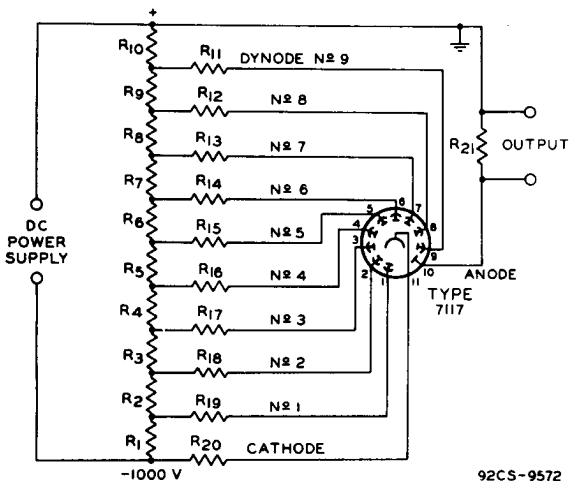 +
R10
R11
DYNODE Nº 9
R9
R12
Nº 8
R8
R13
Nº 7
R21
OUTPUT
R7
R14
Nº 6
5
6
7
R6
R15
Nº 5
4
8
DC
POWER
SUPPLY
3
9
R5
R16
Nº 4
2
1
11
10
ANODE
TYPE
7117
R4
R17
Nº 3
R3
R18
Nº 2
R2
R19
Nº 1
R1
R20
CATHODE
-1000 V
92CS-9572